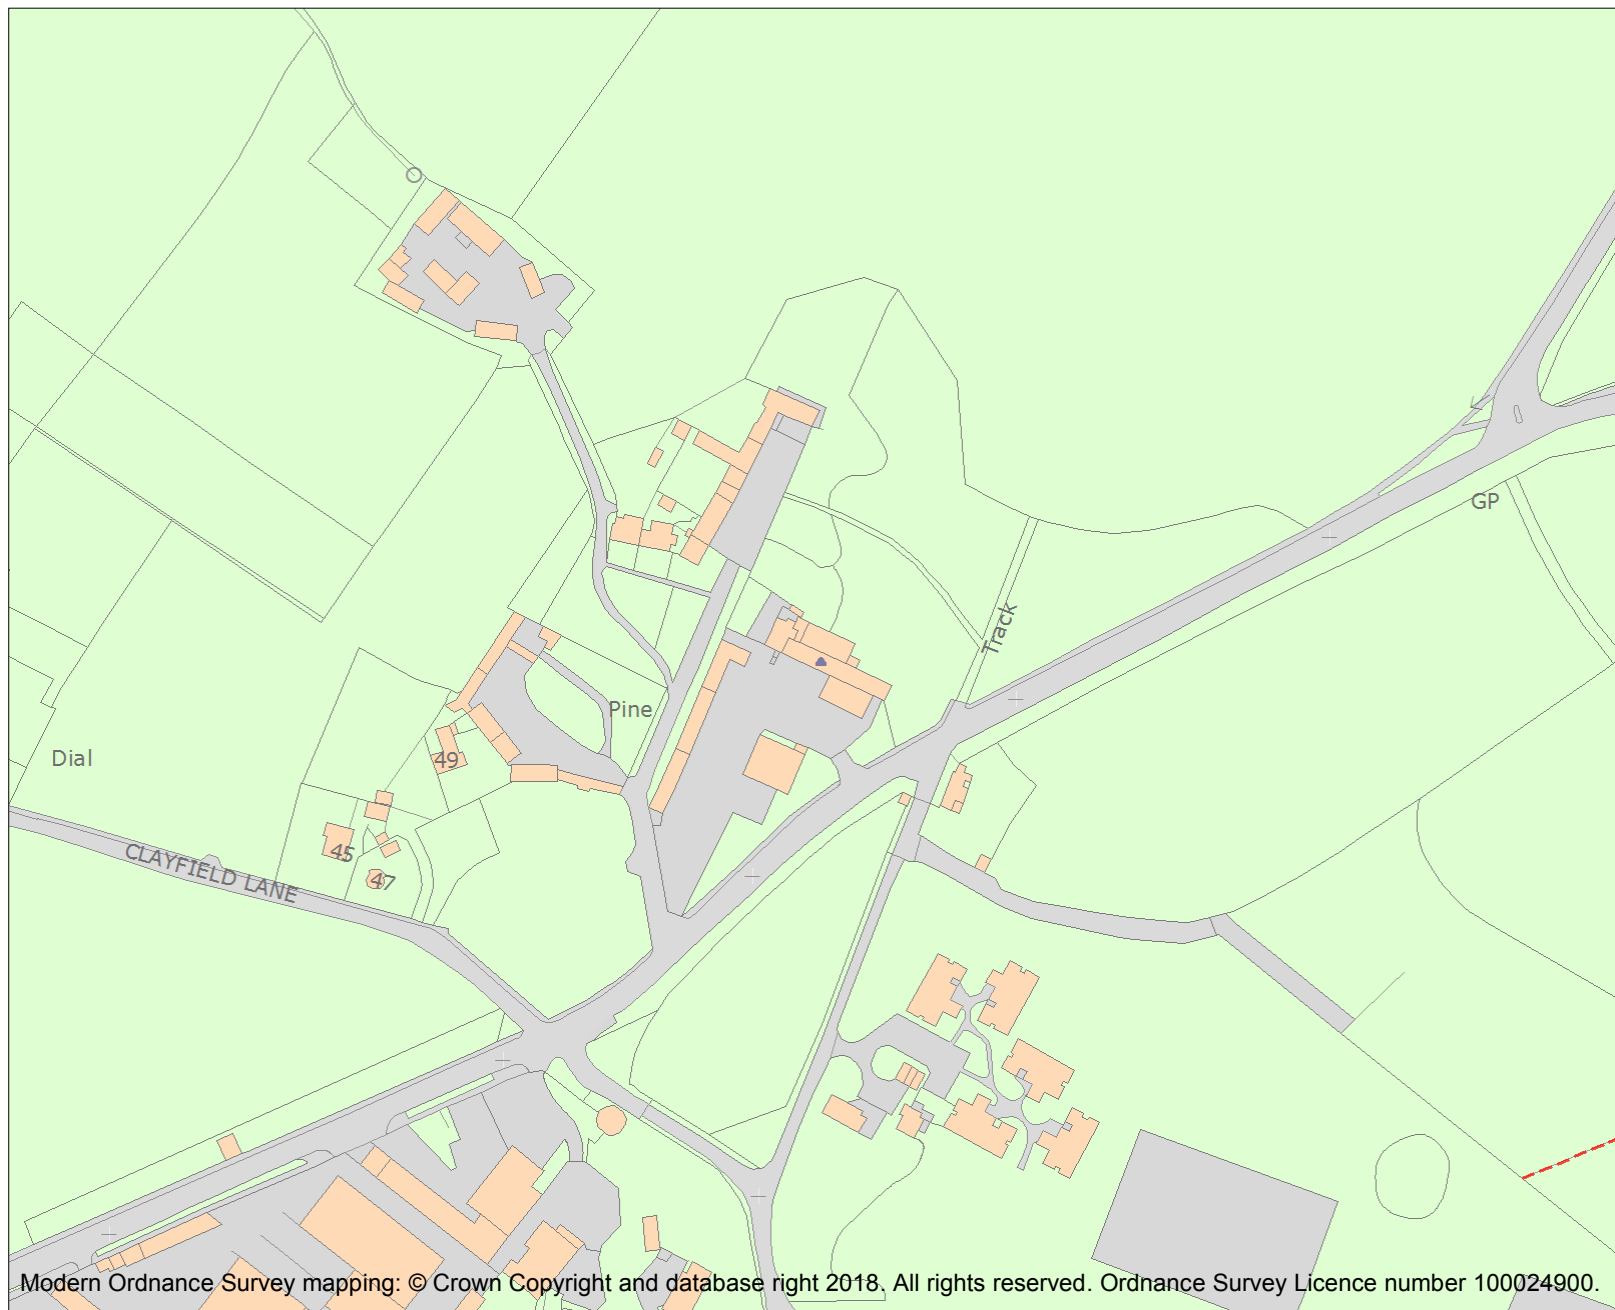 GP
Track
Pine
Dial
49
45
47
CLAYFIELD LANE
Modern Ordnance Survey mapping: © Crown Copyright and database right 2018. All rights reserved. Ordnance Survey Licence number 100024900.